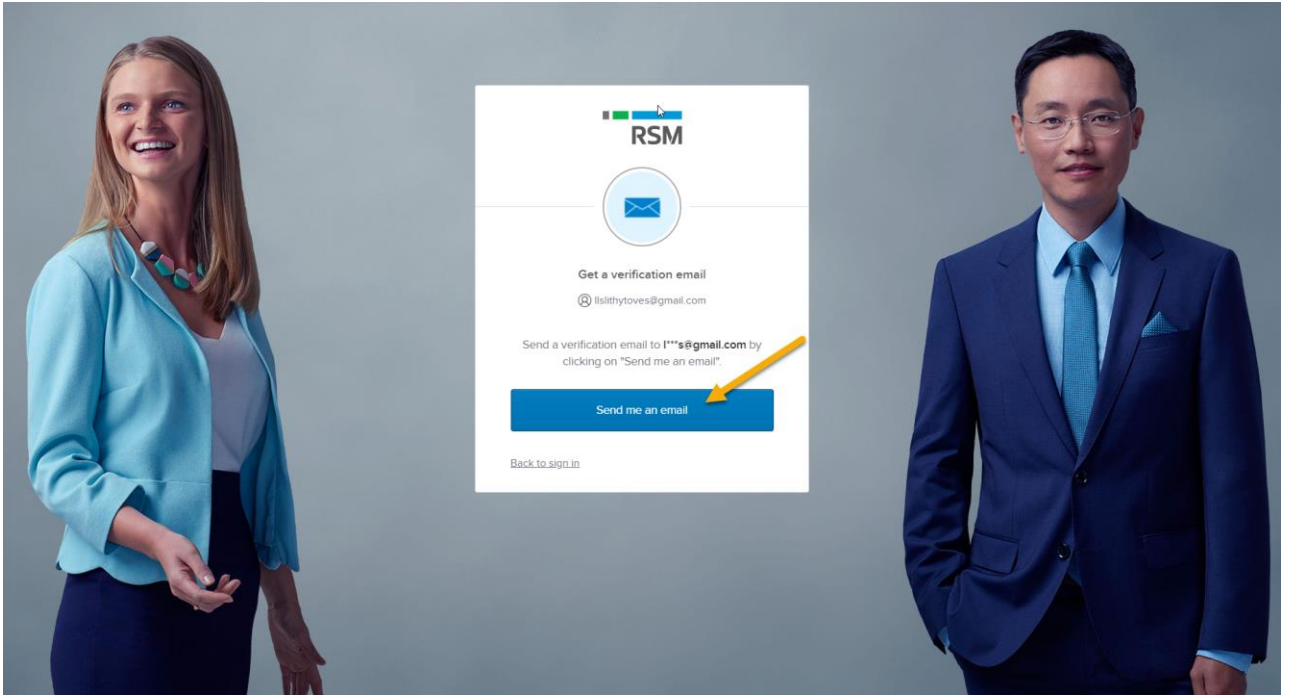 RSM
Get a verification email
llslithytoves@gmail.com
Send a verification email to l***s@gmail.com by
clicking on "Send me an email".
Send me an email
Back to sign in